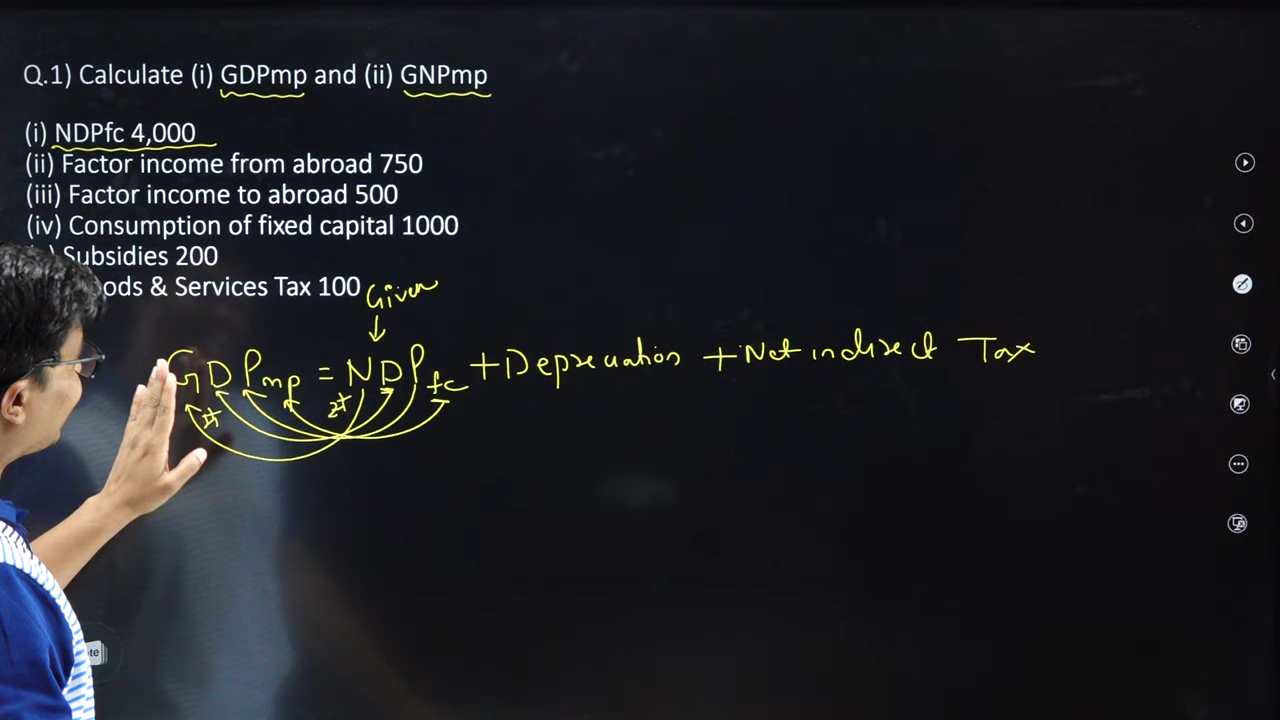 Q.1) Calculate (i) GDPmp and (ii) GNPmp
(i) NDPfc 4,000
(ii) Factor income from abroad 750
(iii) Factor income to abroad 500
(iv) Consumption of fixed capital 1000
Subsidies 200
ods & Services Tax 100
Given
GDPmp = NDPfc + Depreciation + Net indirect Tax